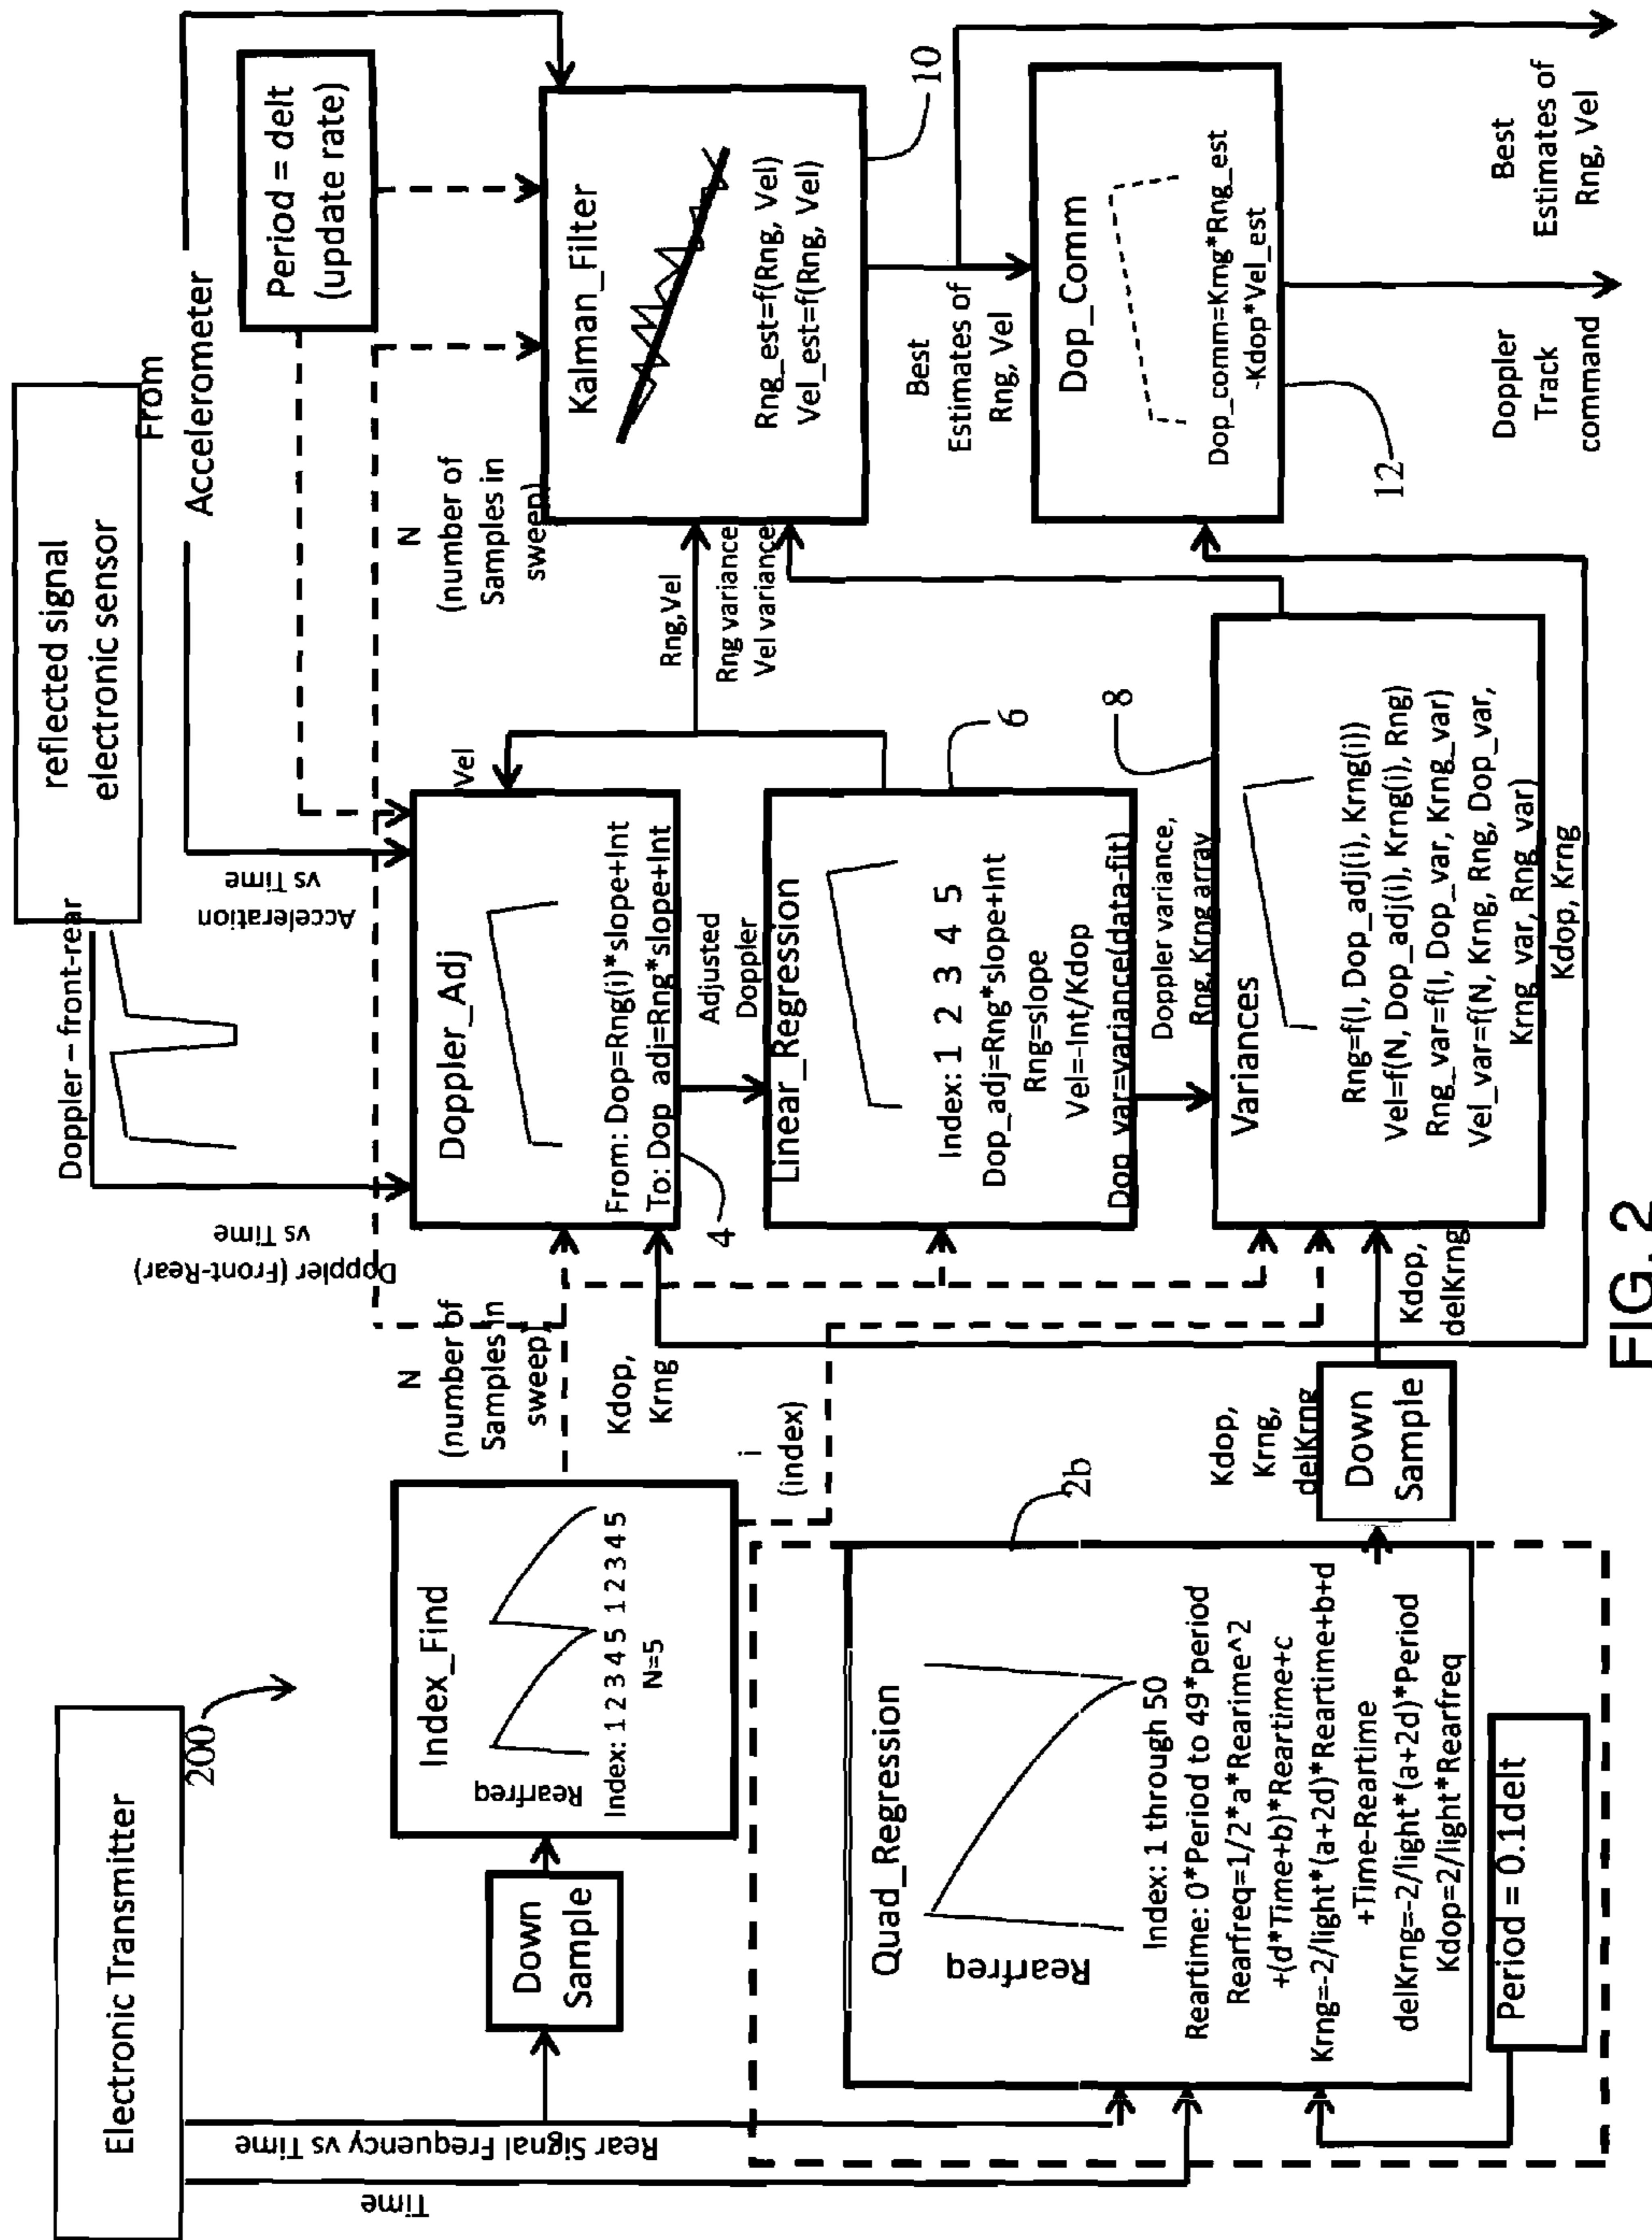 Electronic Transmitter
200
Time
Rear Signal Frequency vs Time
Down
Sample
Index_Find
Rearfreq
Index: 1 2 3 4 5 1 2 3 4 5
N=5
N
(number of
Samples in
sweep)
Kdop,
Krng
i
(index)
Quad_Regression
Rearfreq
Index: 1 through 50
Reartime: 0*Period to 49*period
Rearfreq=1/2*a*Rearime^2
+(d*Time+b)*Reartime+c
Krng=-2/light*(a+2d)*Reartime+b+d
+Time-Reartime
delKrng=-2/light*(a+2d)*Period
Kdop=2/light*Rearfreq
2b
Period = 0.1delt
Kdop,
Krng,
delKrng
Down
Sample
Kdop,
delKrng
reflected signal
electronic sensor
Doppler – front-rear
Doppler (Front-Rear)
vs Time
Acceleration
vs Time
From
Accelerometer
Period = delt
(update rate)
Doppler_Adj
From: Dop=Rng(i)*slope+Int
To: Dop_adj=Rng*slope+Int
4
Vel
Adjusted
Doppler
Linear_Regression
Index: 1 2 3 4 5
Dop_adj=Rng*slope+Int
Rng=slope
Vel=-Int/Kdop
Dop_var=variance(data-fit)
6
Doppler variance,
Rng, Krng array
Variances
Rng=f(I, Dop_adj(i), Krng(i))
Vel=f(N, Dop_adj(i), Krng(i), Rng)
Rng_var=f(I, Dop_var, Krng_var)
Vel_var=f(N, Krng, Rng, Dop_var,
Krng_var, Rng_var)
8
Kdop, Krng
Rng,Vel
Rng variance
Vel variance
N
(number of
Samples in
sweep)
Kalman_Filter
Rng_est=f(Rng, Vel)
Vel_est=f(Rng, Vel)
10
Best
Estimates of
Rng, Vel
Dop_Comm
Dop_comm=Krng*Rng_est
-Kdop*Vel_est
12
Doppler
Track
command
Best
Estimates of
Rng, Vel
FIG. 2